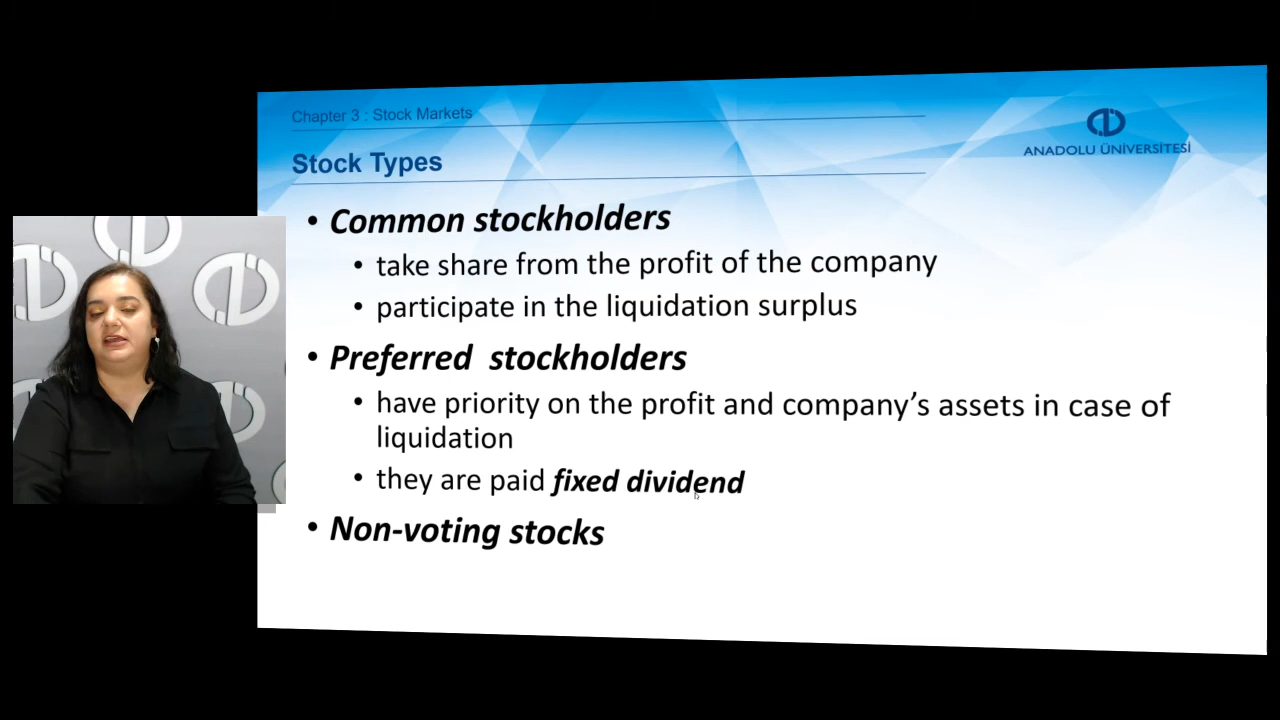 Chapter 3 : Stock Markets
ANADOLU ÜNİVERSİTESİ
Stock Types
• Common stockholders
• take share from the profit of the company
• participate in the liquidation surplus
• Preferred stockholders
• have priority on the profit and company’s assets in case of
liquidation
• they are paid fixed dividend
• Non-voting stocks